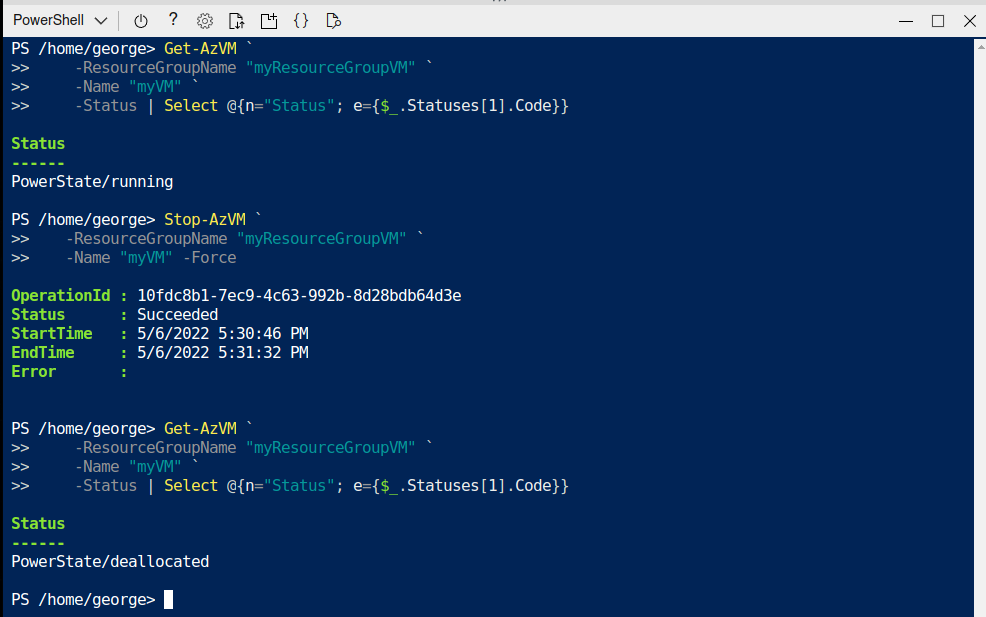 PowerShell
PS /home/george> Get-AzVM `
>>     -ResourceGroupName "myResourceGroupVM" `
>>     -Name "myVM" `
>>     -Status | Select @{n="Status"; e={$_.Statuses[1].Code}}
Status
------
PowerState/running
PS /home/george> Stop-AzVM `
>>    -ResourceGroupName "myResourceGroupVM" `
>>    -Name "myVM" -Force
OperationId : 10fdc8b1-7ec9-4c63-992b-8d28bdb64d3e
Status      : Succeeded
StartTime   : 5/6/2022 5:30:46 PM
EndTime     : 5/6/2022 5:31:32 PM
Error       :
PS /home/george> Get-AzVM `
>>     -ResourceGroupName "myResourceGroupVM" `
>>     -Name "myVM" `
>>     -Status | Select @{n="Status"; e={$_.Statuses[1].Code}}
Status
------
PowerState/deallocated
PS /home/george>